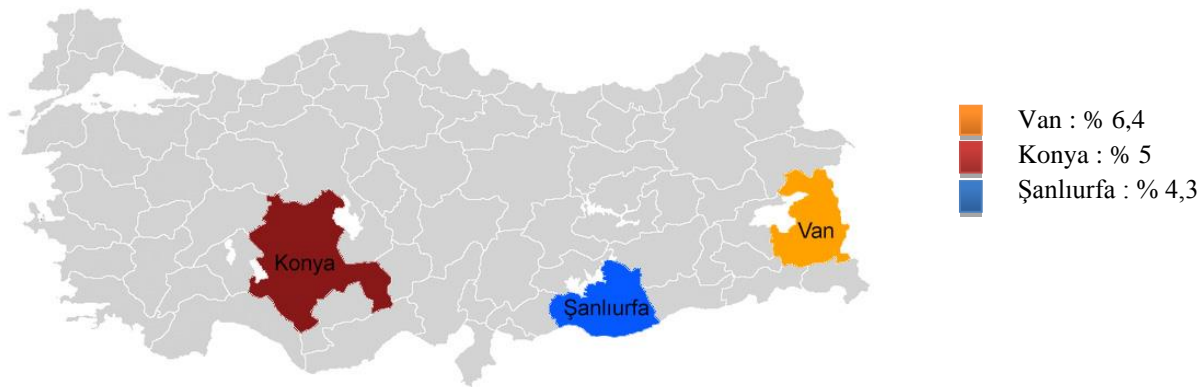 Van : % 6,4
Konya : % 5
Şanlıurfa : % 4,3
Van
Konya
Şanlıurfa